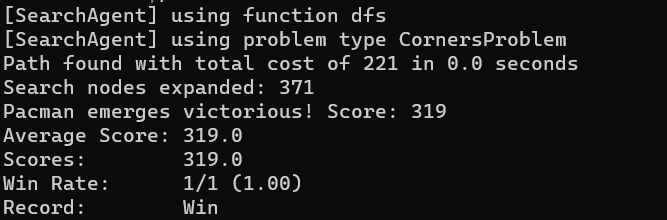 [SearchAgent] using function dfs
[SearchAgent] using problem type CornersProblem
Path found with total cost of 221 in 0.0 seconds
Search nodes expanded: 371
Pacman emerges victorious! Score: 319
Average Score: 319.0
Scores:        319.0
Win Rate:      1/1 (1.00)
Record:        Win